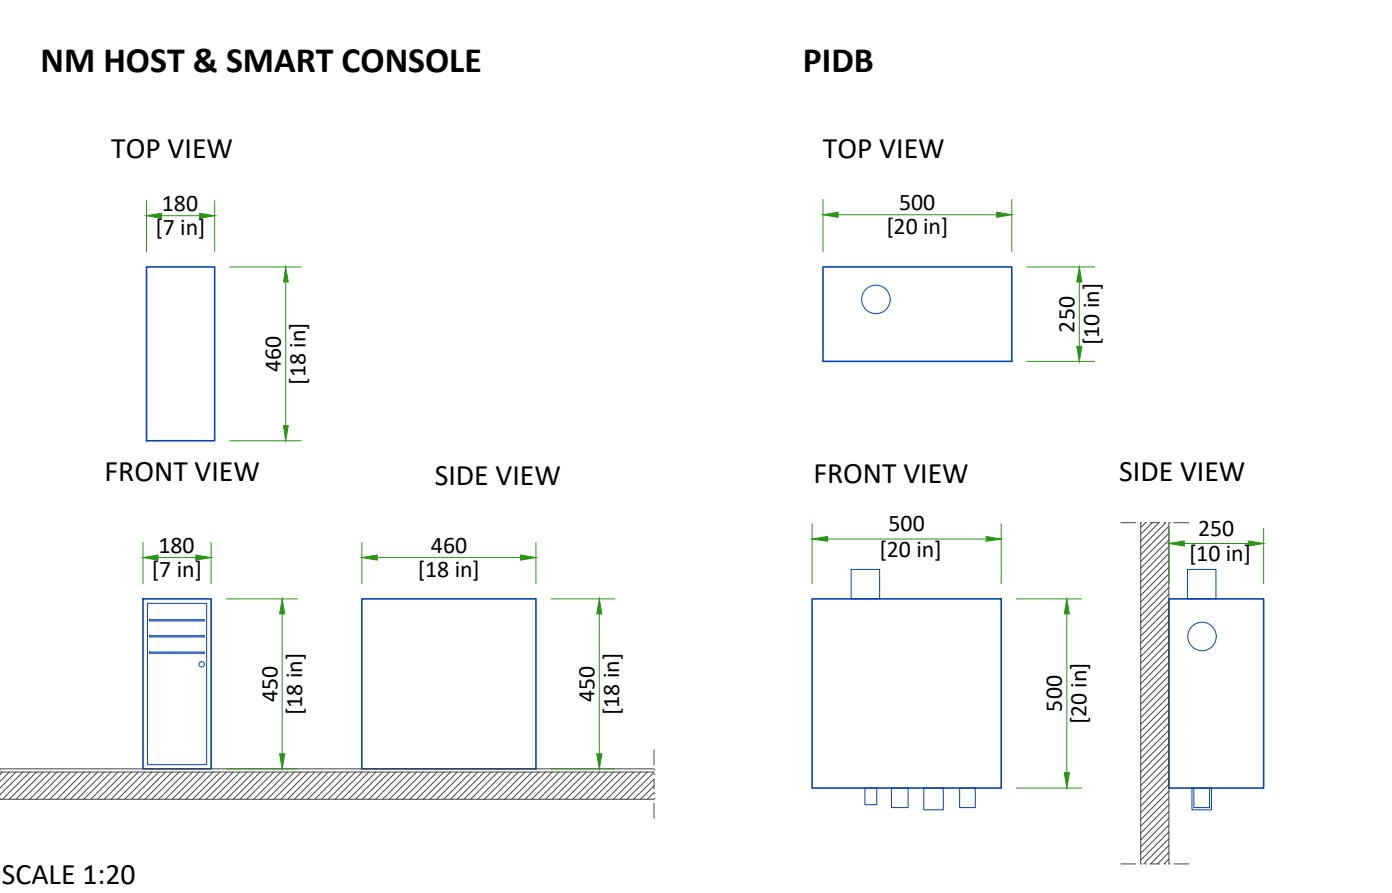 NM HOST & SMART CONSOLE
TOP VIEW
180
[7 in]
460
[18 in]
FRONT VIEW
180
[7 in]
450
[18 in]
SIDE VIEW
460
[18 in]
450
[18 in]
SCALE 1:20
PIDB
TOP VIEW
500
[20 in]
250
[10 in]
FRONT VIEW
500
[20 in]
500
[20 in]
SIDE VIEW
250
[10 in]